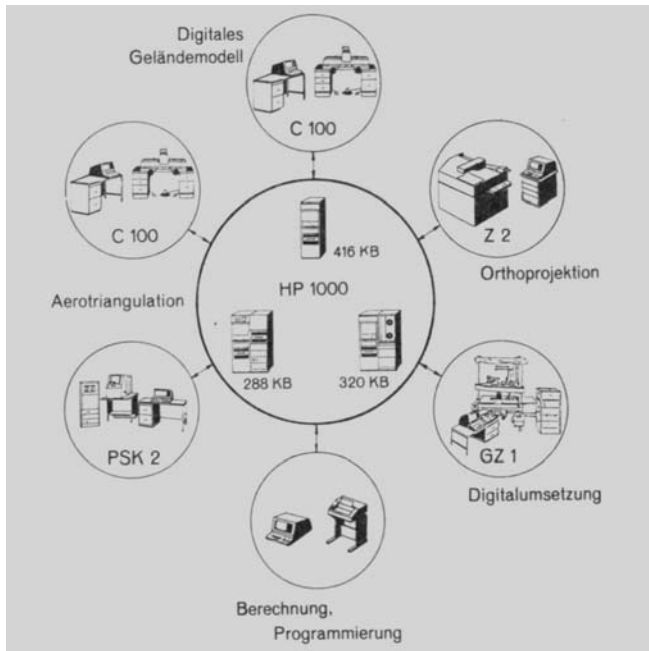 Digitales
Geländemodell
C 100
C 100
Z 2
416 KB
HP 1000
Orthoprojektion
Aerotriangulation
288 KB
320 KB
PSK 2
GZ 1
Digitalumsetzung
Berechnung,
Programmierung